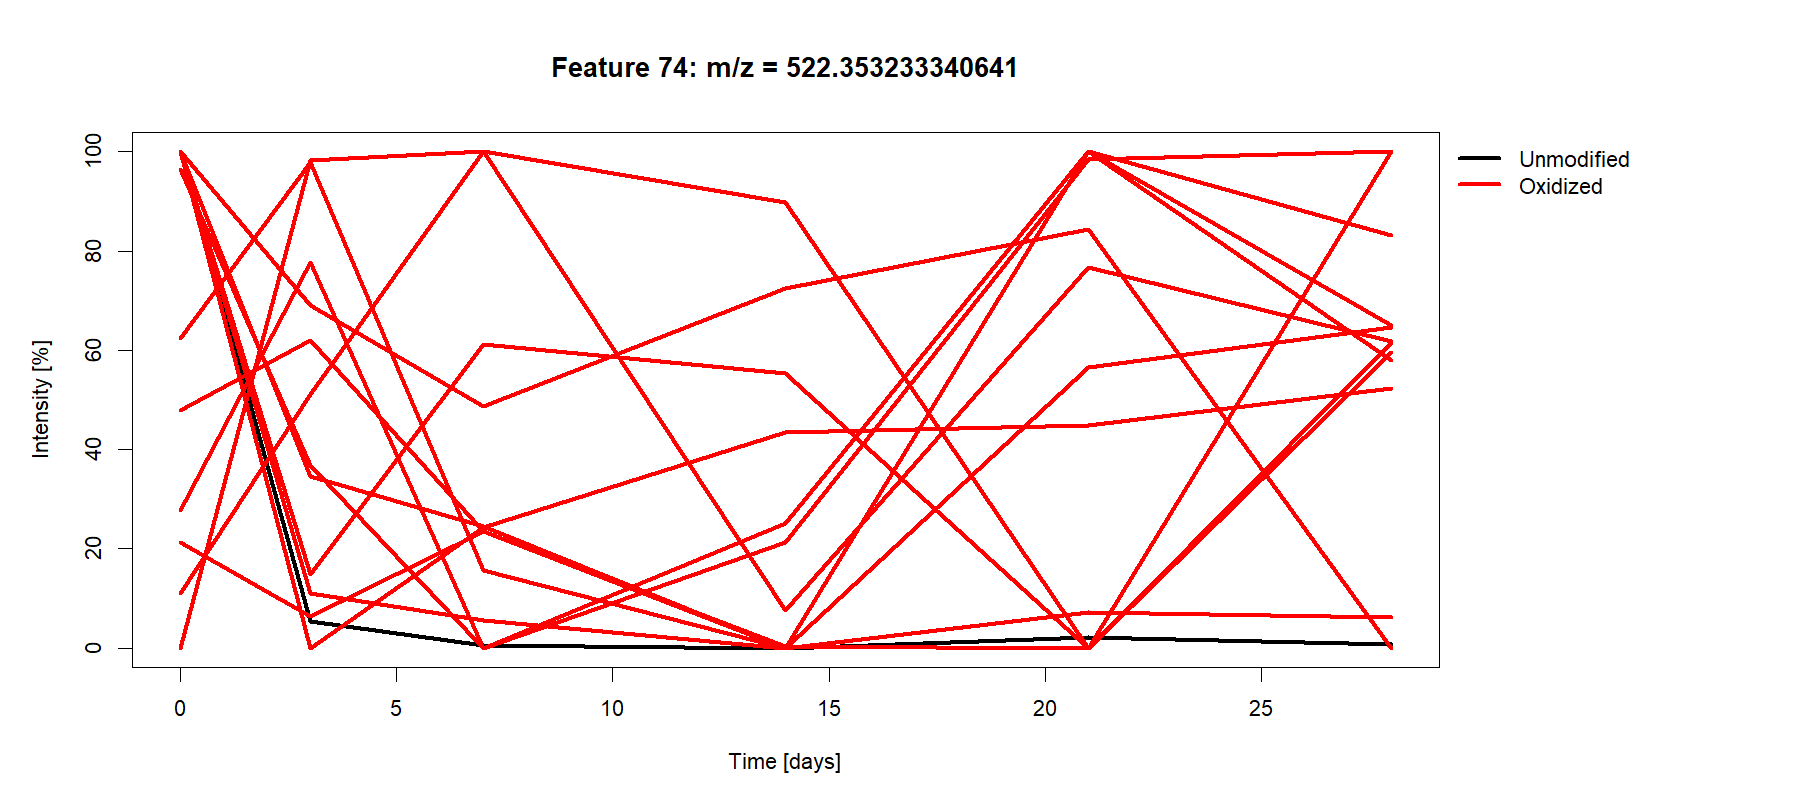 Feature 74: m/z = 522.353233340641
Unmodified
Oxidized
Intensity [%]
100
80
60
40
20
0
0 5 10 15 20 25
Time [days]